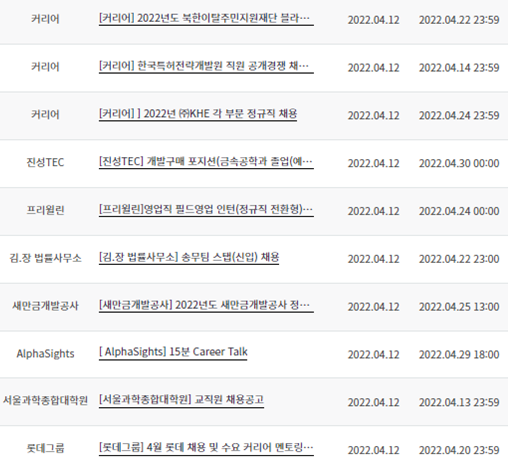 커리어 [커리어] 2022년도 북한이탈주민지원재단 블라… 2022.04.12 2022.04.22 23:59
커리어 [커리어] 한국특허전략개발원 직원 공개경쟁 채… 2022.04.12 2022.04.14 23:59
커리어 [커리어] ] 2022년 ㈜KHE 각 부문 정규직 채용 2022.04.12 2022.04.24 23:59
진성TEC [진성TEC] 개발구매 포지션(금속공학과 졸업(예… 2022.04.12 2022.04.30 00:00
프리윌린 [프리윌린]영업직 필드영업 인턴(정규직 전환형)… 2022.04.12 2022.04.24 00:00
김.장 법률사무소 [김.장 법률사무소] 송무팀 스탭(신입) 채용 2022.04.12 2022.04.22 23:00
새만금개발공사 [새만금개발공사] 2022년도 새만금개발공사 정… 2022.04.12 2022.04.25 13:00
AlphaSights [ AlphaSights] 15분 Career Talk 2022.04.12 2022.04.29 18:00
서울과학종합대학원 [서울과학종합대학원] 교직원 채용공고 2022.04.12 2022.04.13 23:59
롯데그룹 [롯데그룹] 4월 롯데 채용 및 수요 커리어 멘토링… 2022.04.12 2022.04.20 23:59